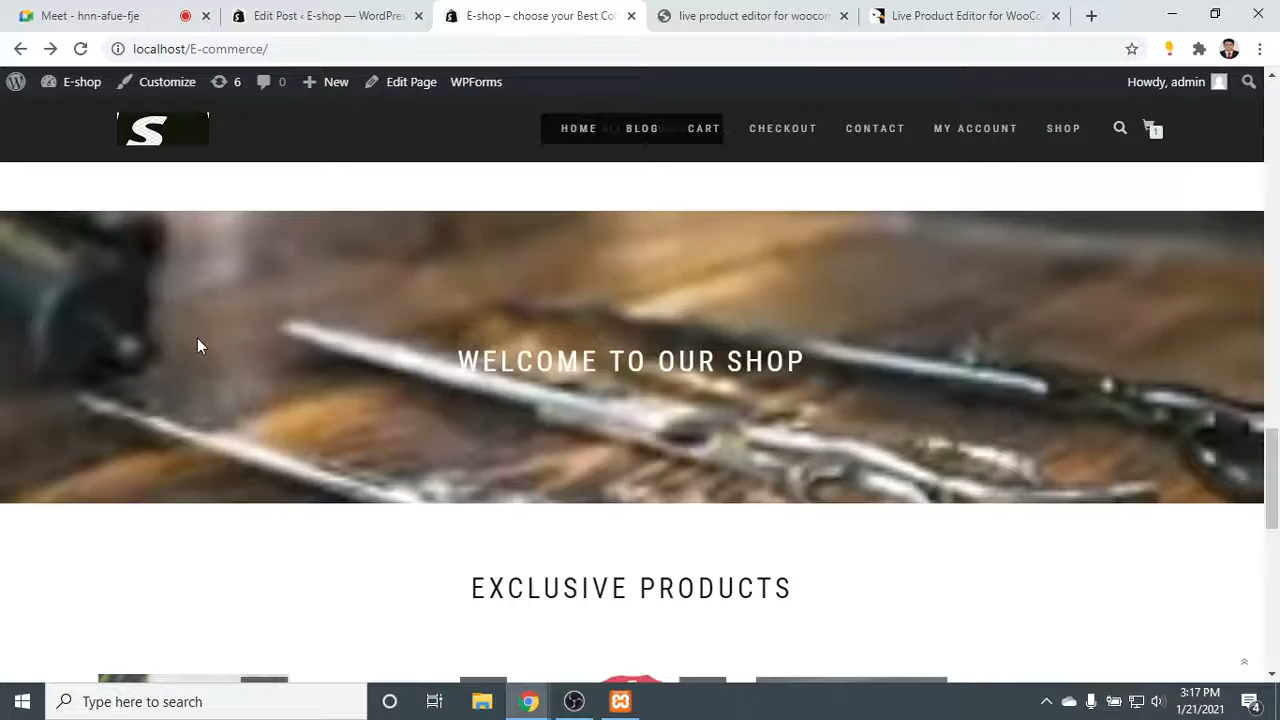 Meet - hnn-afue-fje
Edit Post ‹ E-shop — WordPres
E-shop – choose your Best Col
live product editor for woocom
Live Product Editor for WooCo
localhost/E-commerce/
E-shop
Customize
6
0
New
Edit Page
WPForms
Howdy, admin
S
HOME
BLOG
CART
CHECKOUT
CONTACT
MY ACCOUNT
SHOP
1
WELCOME TO OUR SHOP
EXCLUSIVE PRODUCTS
Type here to search
3:17 PM
1/21/2021
4